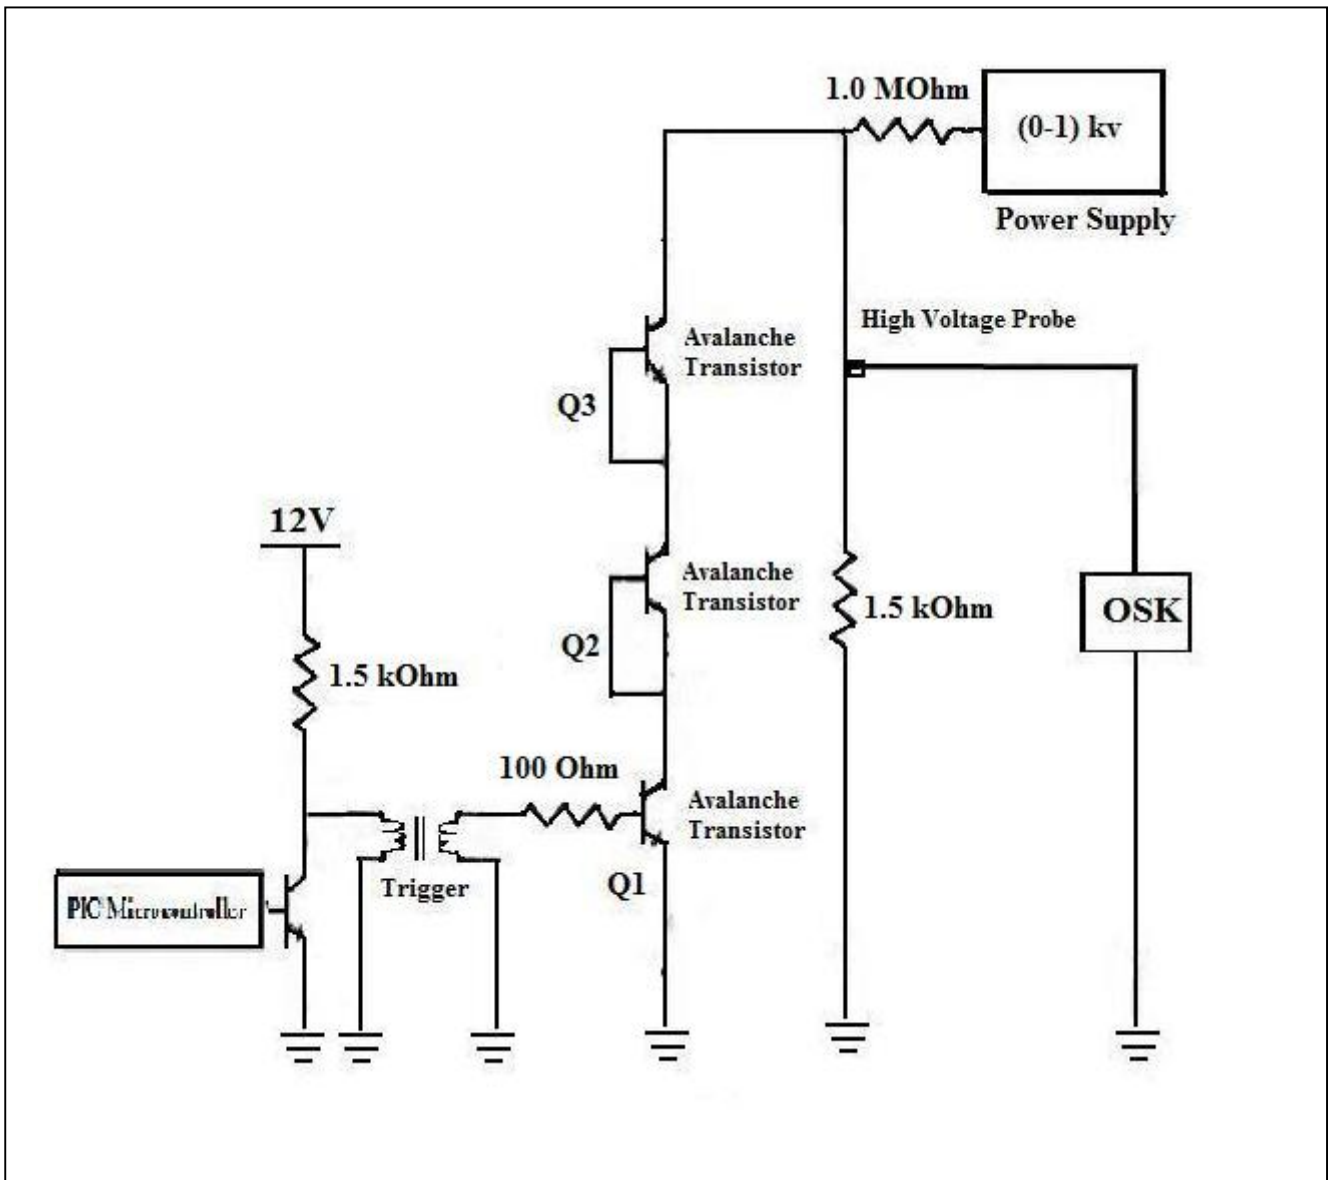 1.0 MOhm
(0-1) kv
Power Supply
High Voltage Probe
Avalanche
Transistor
Q3
12V
Avalanche
Transistor
1.5 kOhm
OSK
Q2
1.5 kOhm
100 Ohm
Avalanche
Transistor
Trigger
Q1
PIC Microcontroller